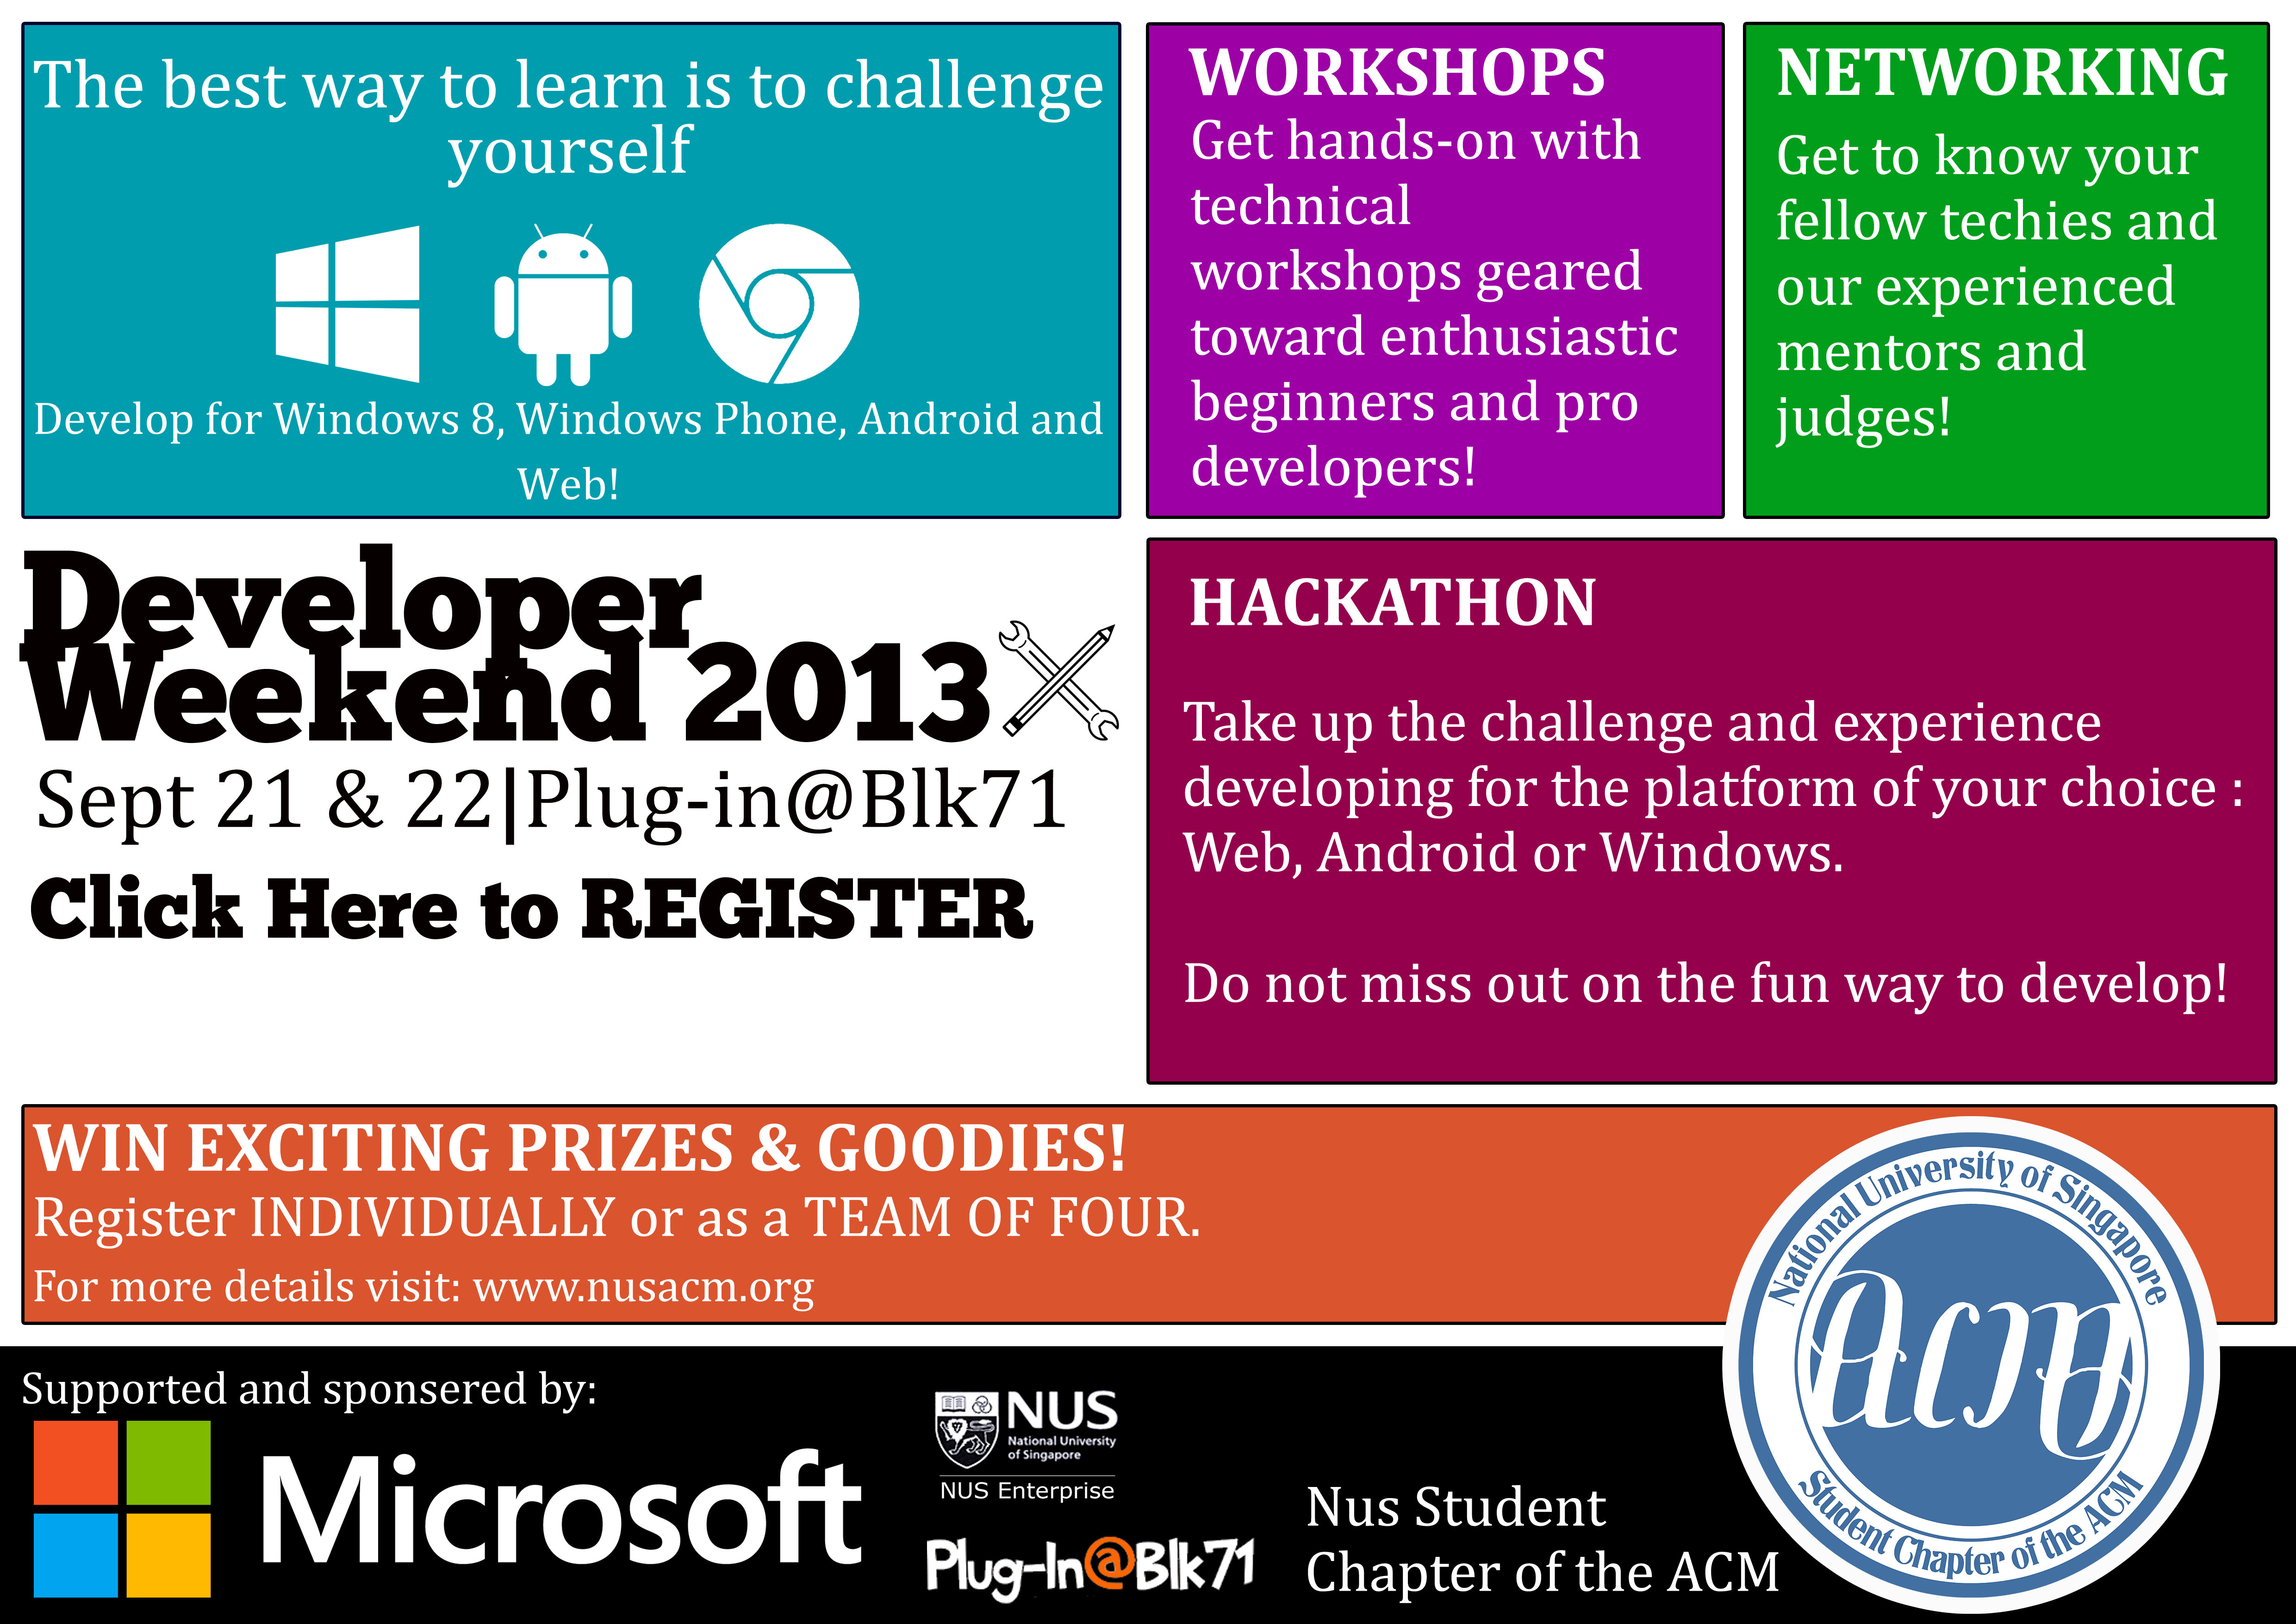 The best way to learn is to challenge
yourself
Develop for Windows 8, Windows Phone, Android and
Web!
WORKSHOPS
Get hands-on with
technical
workshops geared
toward enthusiastic
beginners and pro
developers!
NETWORKING
Get to know your
fellow techies and
our experienced
mentors and
judges!
Developer
Weekend 2013
Sept 21 & 22|Plug-in@Blk71
Click Here to REGISTER
HACKATHON
Take up the challenge and experience
developing for the platform of your choice :
Web, Android or Windows.
Do not miss out on the fun way to develop!
WIN EXCITING PRIZES & GOODIES!
Register INDIVIDUALLY or as a TEAM OF FOUR.
For more details visit: www.nusacm.org
Supported and sponsered by:
Microsoft
NUS
National University
of Singapore
NUS Enterprise
Plug-In@Blk71
Nus Student
Chapter of the ACM
National University of Singapore
ACM
Student Chapter of the ACM